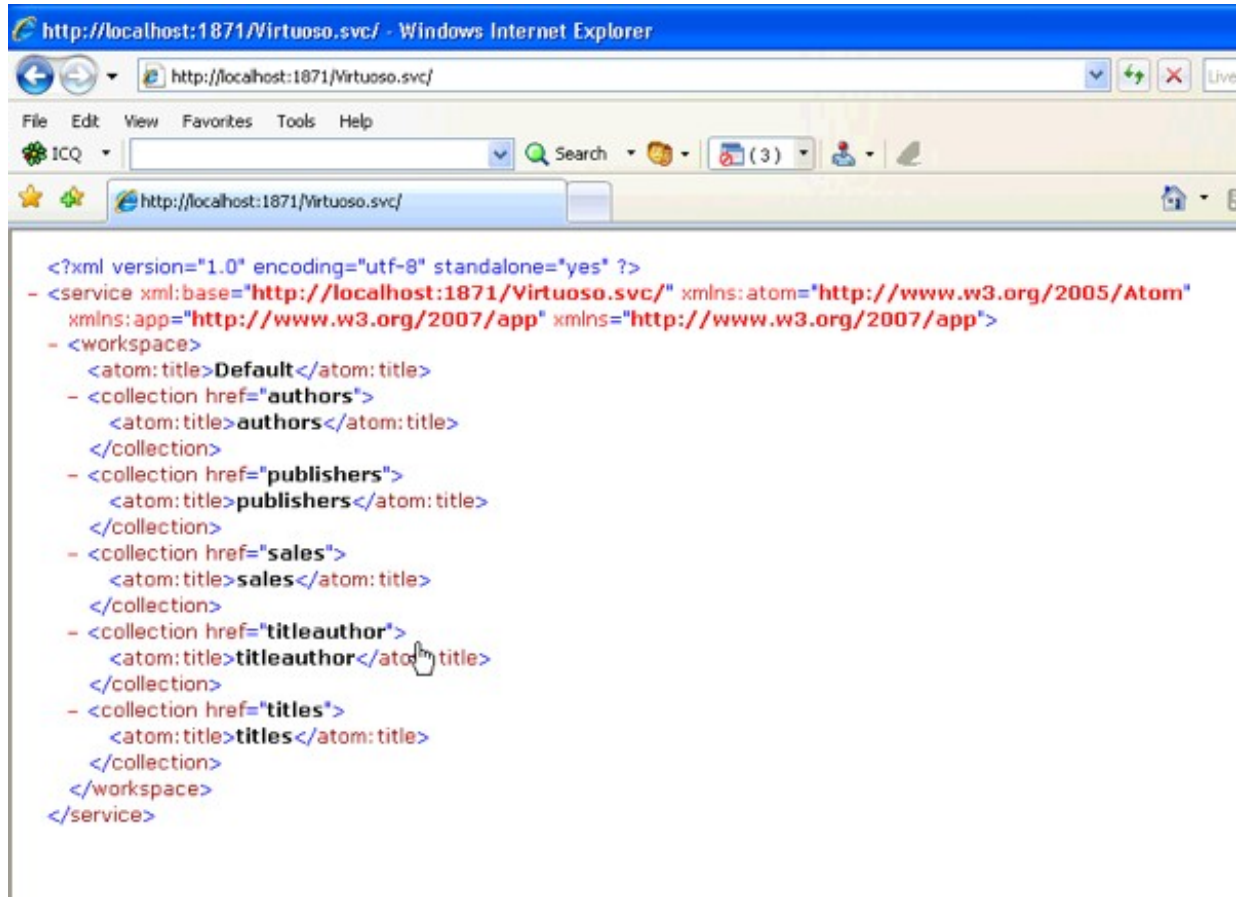 http://localhost:1871/Virtuoso.svc/ - Windows Internet Explorer
http://localhost:1871/Virtuoso.svc/
Live
File Edit View Favorites Tools Help
ICQ Search (3)
http://localhost:1871/Virtuoso.svc/
<?xml version="1.0" encoding="utf-8" standalone="yes" ?>
- <service xml:base="http://localhost:1871/Virtuoso.svc/" xmlns:atom="http://www.w3.org/2005/Atom"
xmlns:app="http://www.w3.org/2007/app" xmlns="http://www.w3.org/2007/app">
- <workspace>
<atom:title>Default</atom:title>
- <collection href="authors">
<atom:title>authors</atom:title>
</collection>
- <collection href="publishers">
<atom:title>publishers</atom:title>
</collection>
- <collection href="sales">
<atom:title>sales</atom:title>
</collection>
- <collection href="titleauthor">
<atom:title>titleauthor</atom:title>
</collection>
- <collection href="titles">
<atom:title>titles</atom:title>
</collection>
</workspace>
</service>